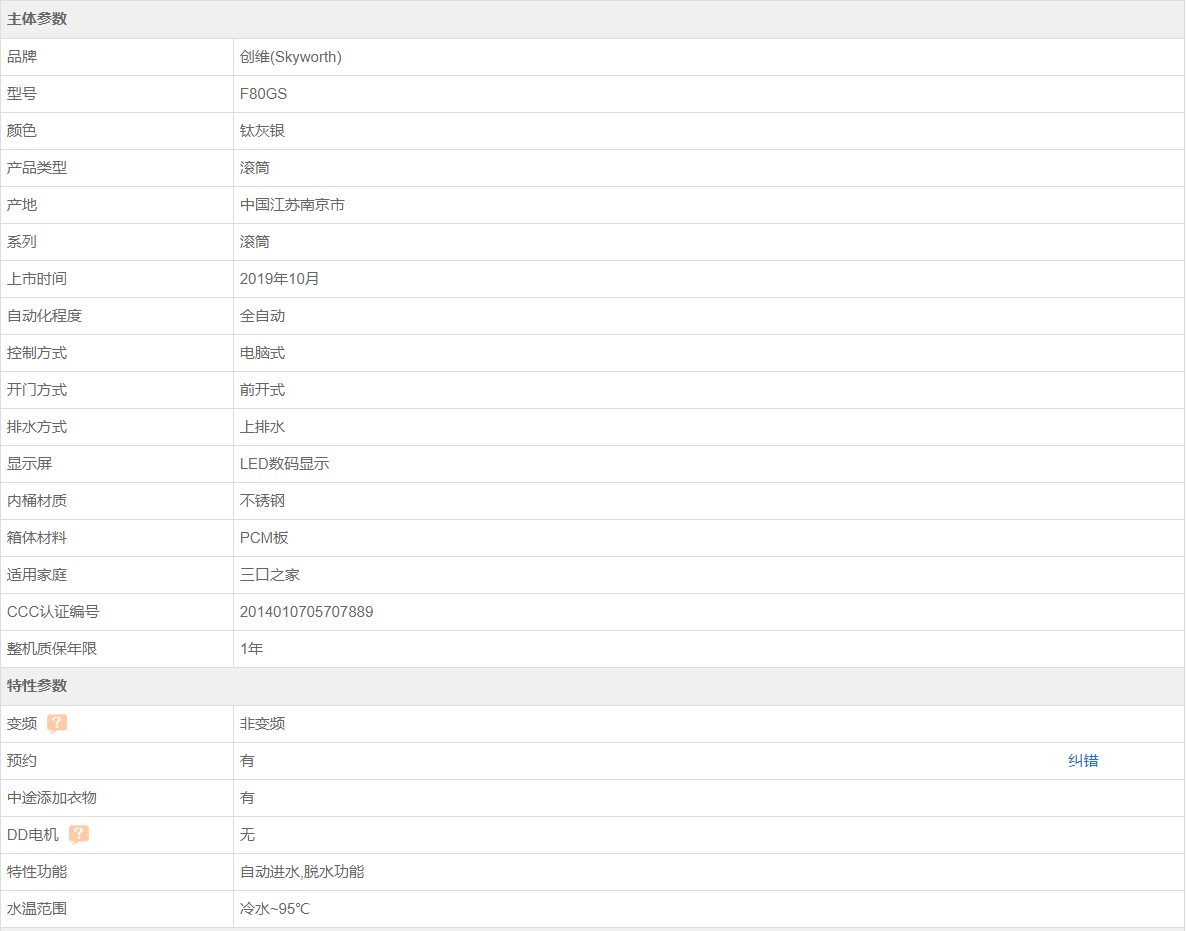 主体参数
品牌 创维(Skyworth)
型号 F80GS
颜色 钛灰银
产品类型 滚筒
产地 中国江苏南京市
系列 滚筒
上市时间 2019年10月
自动化程度 全自动
控制方式 电脑式
开门方式 前开式
排水方式 上排水
显示屏 LED数码显示
内桶材质 不锈钢
箱体材料 PCM板
适用家庭 三口之家
CCC认证编号 2014010705707889
整机质保年限 1年
特性参数
变频 ? 非变频
预约 有 纠错
中途添加衣物 有
DD电机 ? 无
特性功能 自动进水,脱水功能
水温范围 冷水~95℃